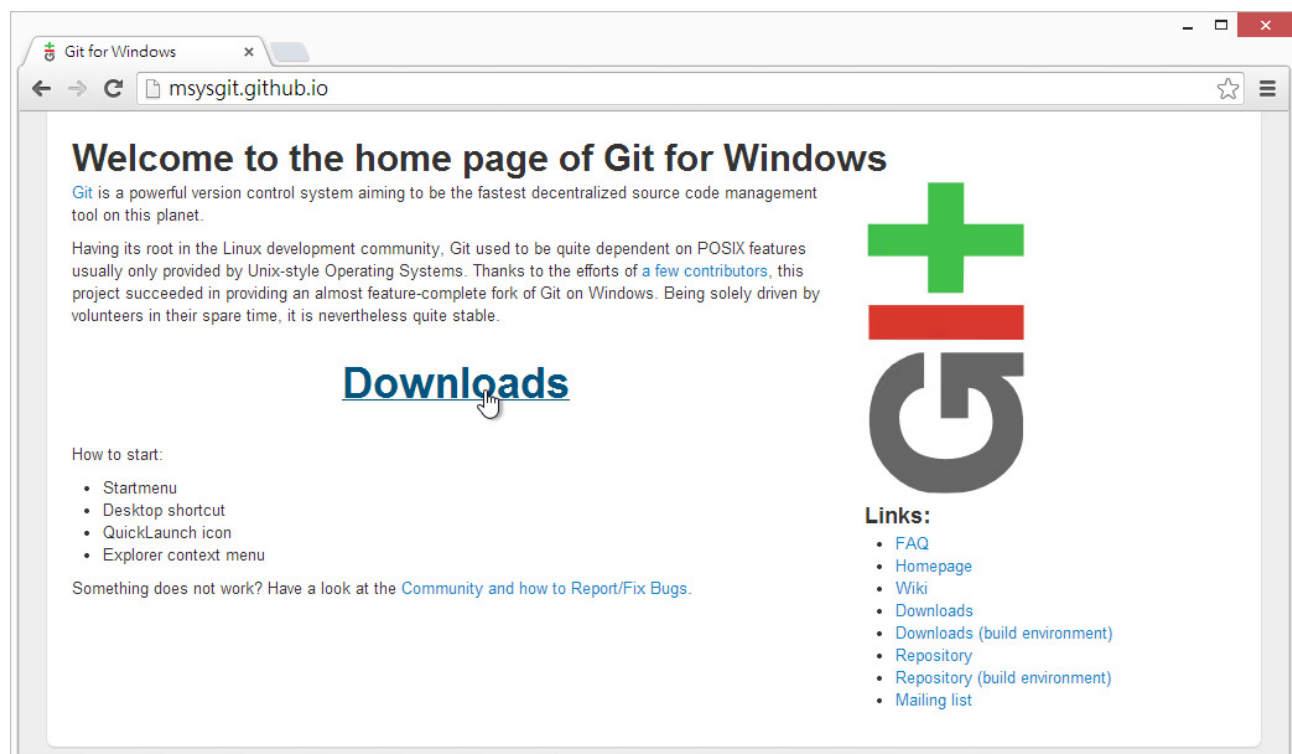 Git for Windows
msysgit.github.io
Welcome to the home page of Git for Windows
Git is a powerful version control system aiming to be the fastest decentralized source code management
tool on this planet.
Having its root in the Linux development community, Git used to be quite dependent on POSIX features
usually only provided by Unix-style Operating Systems. Thanks to the efforts of a few contributors, this
project succeeded in providing an almost feature-complete fork of Git on Windows. Being solely driven by
volunteers in their spare time, it is nevertheless quite stable.
Downloads
How to start:
• Startmenu
• Desktop shortcut
• QuickLaunch icon
• Explorer context menu
Something does not work? Have a look at the Community and how to Report/Fix Bugs.
GIt
Links:
• FAQ
• Homepage
• Wiki
• Downloads
• Downloads (build environment)
• Repository
• Repository (build environment)
• Mailing list